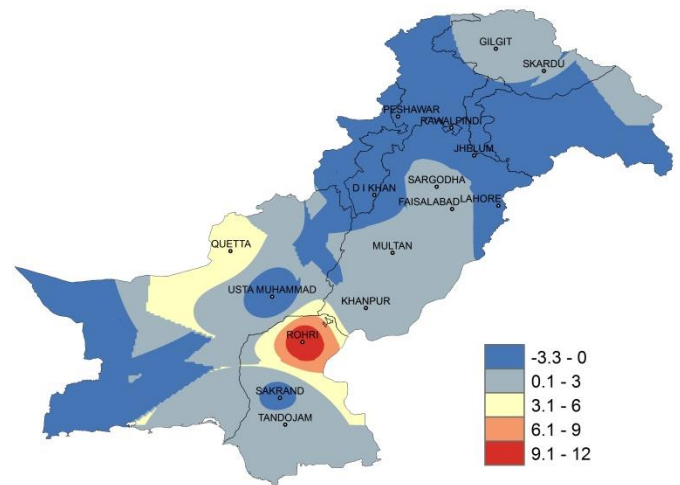 GILGIT
SKARDU
PESHAWAR
RAWALPINDI
JHBLUM
SARGODHA
D I KHAN
FAISALABAD
LAHORE
QUETTA
MULTAN
USTA MUHAMMAD
KHANPUR
ROHRI
SAKRAND
TANDOJAM
-3.3 - 0
0.1 - 3
3.1 - 6
6.1 - 9
9.1 - 12